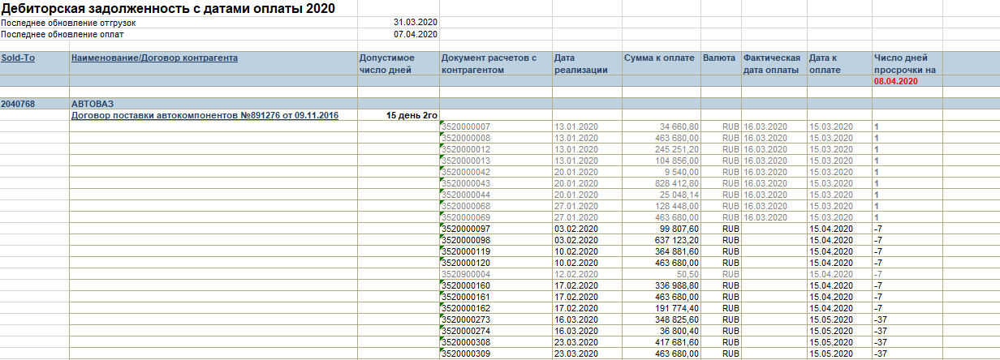 Дебиторская задолженность с датами оплаты 2020
Последнее обновление отгрузок 31.03.2020
Последнее обновление оплат 07.04.2020
Sold-To Наименование/Договор контрагента Допустимое число дней Документ расчетов с контрагентом Дата реализации Сумма к оплате Валюта Фактическая дата оплаты Дата к оплате Число дней просрочки на
08.04.2020
2040768 АВТОВАЗ
Договор поставки автокомпонентов №891276 от 09.11.2016 15 день 2го
3520000007 13.01.2020 34 660,80 RUB 16.03.2020 15.03.2020 1
3520000008 13.01.2020 463 680,00 RUB 16.03.2020 15.03.2020 1
3520000012 13.01.2020 245 251,20 RUB 16.03.2020 15.03.2020 1
3520000013 13.01.2020 104 856,00 RUB 16.03.2020 15.03.2020 1
3520000042 20.01.2020 9 540,00 RUB 16.03.2020 15.03.2020 1
3520000043 20.01.2020 828 412,80 RUB 16.03.2020 15.03.2020 1
3520000044 20.01.2020 25 048,14 RUB 16.03.2020 15.03.2020 1
3520000068 27.01.2020 128 448,00 RUB 16.03.2020 15.03.2020 1
3520000069 27.01.2020 463 680,00 RUB 16.03.2020 15.03.2020 1
3520000097 03.02.2020 99 807,60 RUB 15.04.2020 -7
3520000098 03.02.2020 637 123,20 RUB 15.04.2020 -7
3520000119 10.02.2020 364 881,60 RUB 15.04.2020 -7
3520000120 10.02.2020 463 680,00 RUB 15.04.2020 -7
3520900004 12.02.2020 50,50 RUB 15.04.2020 -7
3520000160 17.02.2020 336 988,80 RUB 15.04.2020 -7
3520000161 17.02.2020 463 680,00 RUB 15.04.2020 -7
3520000162 17.02.2020 191 774,40 RUB 15.04.2020 -7
3520000273 16.03.2020 348 825,60 RUB 15.05.2020 -37
3520000274 16.03.2020 36 800,40 RUB 15.05.2020 -37
3520000308 23.03.2020 417 681,60 RUB 15.05.2020 -37
3520000309 23.03.2020 463 680,00 RUB 15.05.2020 -37